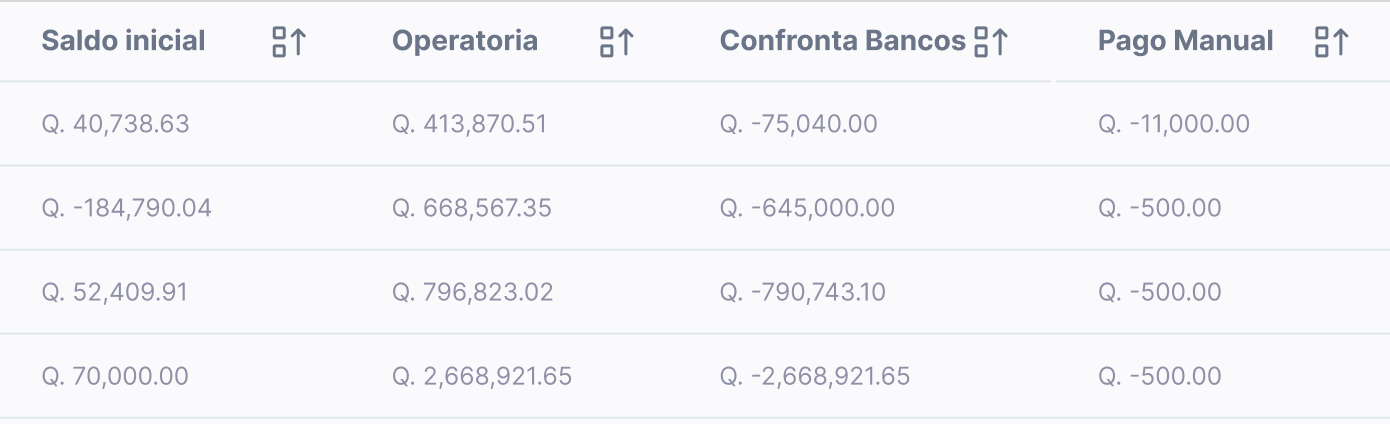 Saldo inicial Operatoria Confronta Bancos Pago Manual
Q. 40,738.63 Q. 413,870.51 Q. -75,040.00 Q. -11,000.00
Q. -184,790.04 Q. 668,567.35 Q. -645,000.00 Q. -500.00
Q. 52,409.91 Q. 796,823.02 Q. -790,743.10 Q. -500.00
Q. 70,000.00 Q. 2,668,921.65 Q. -2,668,921.65 Q. -500.00